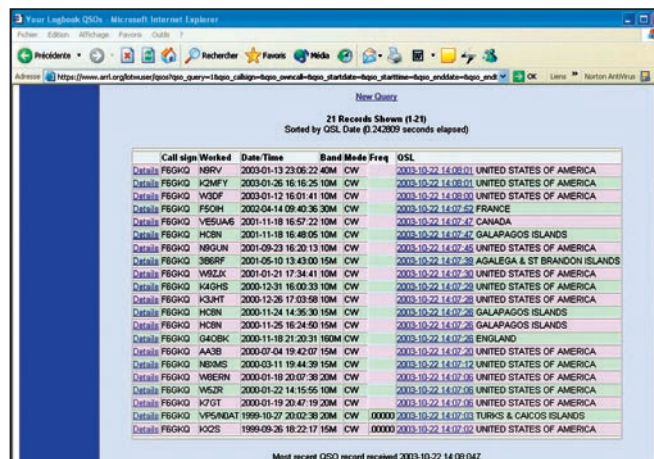 Your Logbook QSOs - Microsoft Internet Explorer
Fichier Edition Affichage Favoris Outils ?
Précédente Rechercher Favoris Média
Adresse https://www.arrl.org/lotwuser/qsos?qso_query=1&qso_callsign=&qso_owncall=&qso_startdate=&qso_starttime=&qso_enddate=&qso_endt OK Liens » Norton AntiVirus
New Query
21 Records Shown (1-21)
Sorted by QSL Date (0.242809 seconds elapsed)
Call sign Worked Date/Time Band Mode Freq QSL
Details F6GKQ N9RV 2003-01-13 23:06:22 40M CW 2003-10-22 14:08:01 UNITED STATES OF AMERICA
Details F6GKQ K2MFY 2003-01-26 16:16:25 10M CW 2003-10-22 14:08:01 UNITED STATES OF AMERICA
Details F6GKQ W3DF 2003-01-12 16:01:41 10M CW 2003-10-22 14:08:00 UNITED STATES OF AMERICA
Details F6GKQ F5OIH 2002-04-14 09:40:36 30M CW 2003-10-22 14:07:52 FRANCE
Details F6GKQ VE5UA/6 2001-11-18 16:57:22 10M CW 2003-10-22 14:07:47 CANADA
Details F6GKQ HC8N 2001-11-18 16:48:05 10M CW 2003-10-22 14:07:47 GALAPAGOS ISLANDS
Details F6GKQ N9GUN 2001-09-23 16:20:13 10M CW 2003-10-22 14:07:45 UNITED STATES OF AMERICA
Details F6GKQ 3B6RF 2001-05-10 13:43:00 15M CW 2003-10-22 14:07:39 AGALEGA & ST BRANDON ISLANDS
Details F6GKQ W9ZJX 2001-01-21 17:34:41 10M CW 2003-10-22 14:07:30 UNITED STATES OF AMERICA
Details F6GKQ K4GHS 2000-12-31 16:00:33 10M CW 2003-10-22 14:07:29 UNITED STATES OF AMERICA
Details F6GKQ K3JHT 2000-12-26 17:03:58 10M CW 2003-10-22 14:07:28 UNITED STATES OF AMERICA
Details F6GKQ HC8N 2000-11-24 14:35:30 15M CW 2003-10-22 14:07:26 GALAPAGOS ISLANDS
Details F6GKQ HC8N 2000-11-25 16:24:50 15M CW 2003-10-22 14:07:26 GALAPAGOS ISLANDS
Details F6GKQ G4OBK 2000-11-18 21:20:31 160M CW 2003-10-22 14:07:26 ENGLAND
Details F6GKQ AA3B 2000-07-04 19:42:07 15M CW 2003-10-22 14:07:20 UNITED STATES OF AMERICA
Details F6GKQ N8XMS 2000-03-11 19:44:39 15M CW 2003-10-22 14:07:12 UNITED STATES OF AMERICA
Details F6GKQ W8ERN 2000-01-18 20:07:38 20M CW 2003-10-22 14:07:06 UNITED STATES OF AMERICA
Details F6GKQ W5ZR 2000-01-22 14:15:55 10M CW 2003-10-22 14:07:06 UNITED STATES OF AMERICA
Details F6GKQ K7GT 2000-01-19 20:47:19 20M CW 2003-10-22 14:07:06 UNITED STATES OF AMERICA
Details F6GKQ VP5/N0AT 1999-10-27 20:02:38 20M CW .00000 2003-10-22 14:07:03 TURKS & CAICOS ISLANDS
Details F6GKQ KX2S 1999-09-26 18:22:17 15M CW .00000 2003-10-22 14:07:02 UNITED STATES OF AMERICA
Most recent QSO record received 2003-10-22 14:08:04Z